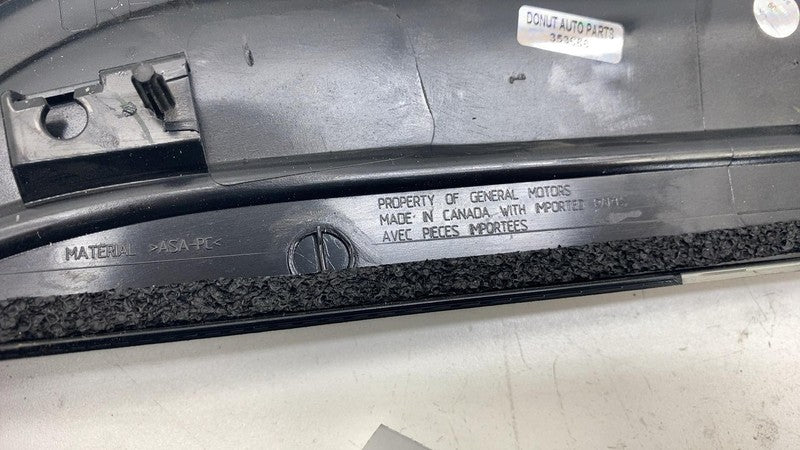 DONUT AUTO PARTS
PROPERTY OF GENERAL MOTORS
MADE IN CANADA WITH IMPORTED PARTS
AVEC PIECES IMPORTEES
MATERIAL >ASA-PC<